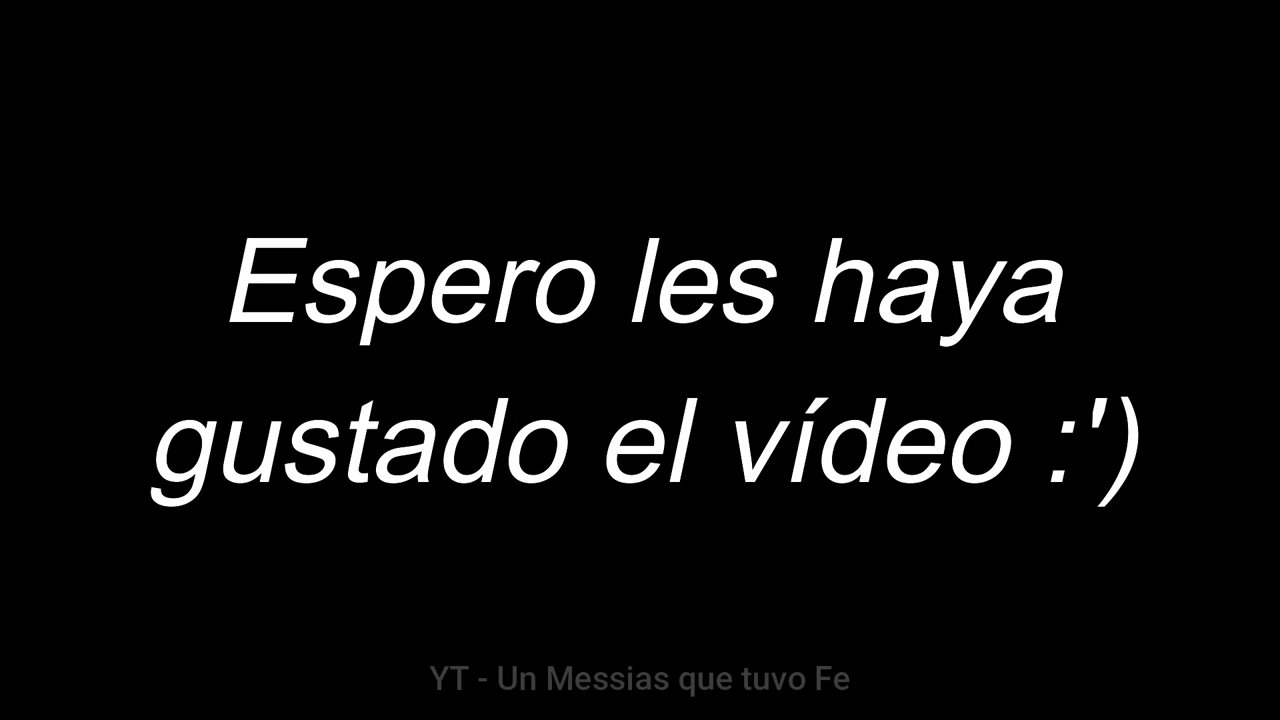 Espero les haya
gustado el vídeo :')
YT - Un Messias que tuvo Fe